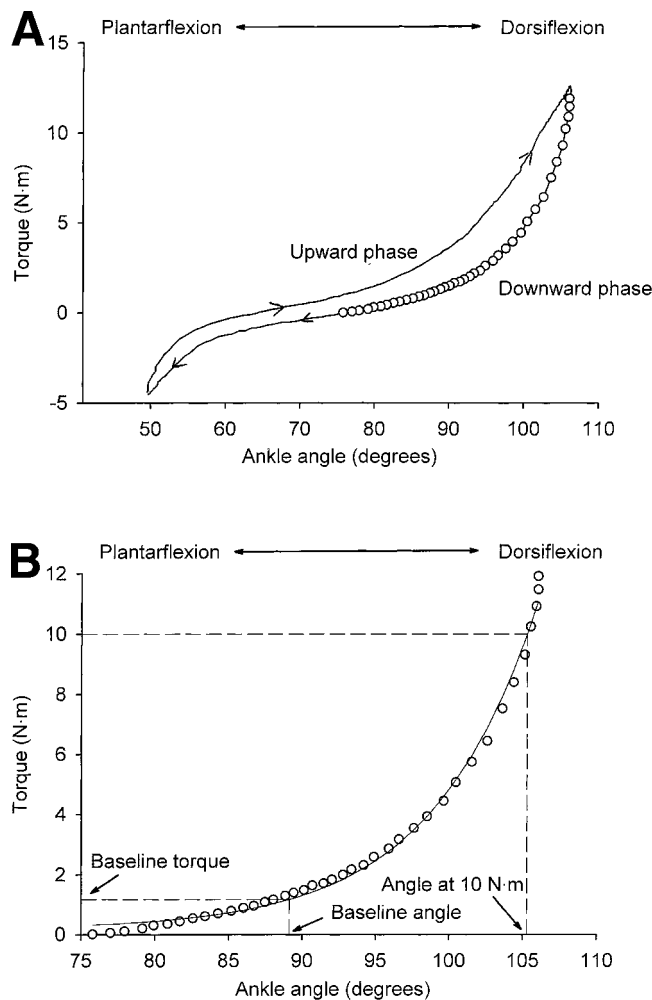 A
Plantarflexion Dorsiflexion
15
10
5
0
-5
Torque (N·m)
Upward phase
Downward phase
50 60 70 80 90 100 110
Ankle angle (degrees)
B
Plantarflexion Dorsiflexion
12
10
8
6
4
2
0
Torque (N·m)
Baseline torque
Angle at 10 N·m
Baseline angle
75 80 85 90 95 100 105 110
Ankle angle (degrees)